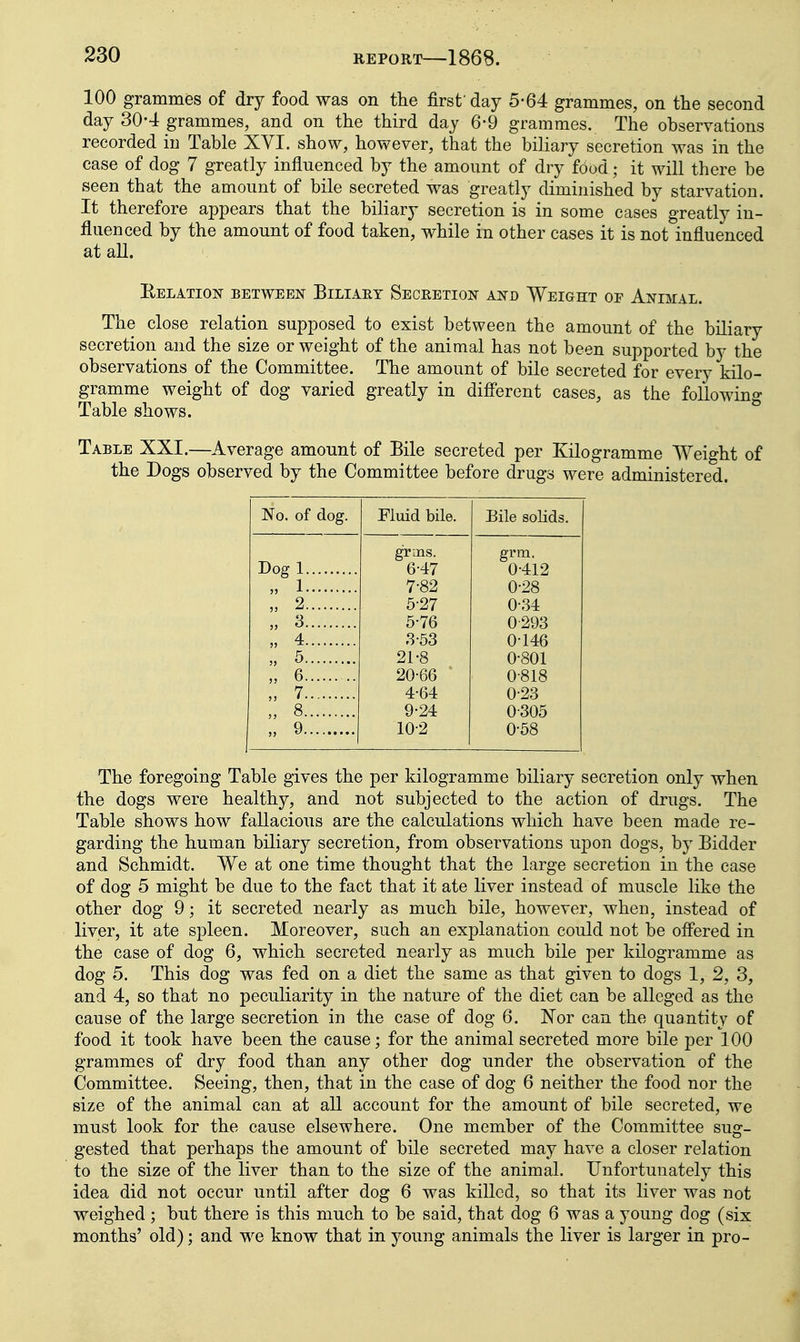 230 REPORT—1868.
100 grammes of dry food was on the first day 5·64 grammes, on the second
day 30·4 grammes, and on the third day 6·9 grammes. The observations
recorded in Table XVI. show, however, that the biliary secretion was in the
case of dog 7 greatly influenced by the amount of dry food; it will there be
seen that the amount of bile secreted was greatly diminished by starvation.
It therefore appears that the biliary secretion is in some cases greatly in-
fluenced by the amount of food taken, while in other cases it is not influenced
at all.
RELATION BETWEEN BILIARY SECRETION AND WEIGHT OF ANIMAL.
The close relation supposed to exist between the amount of the biliary
secretion and the size or weight of the animal has not been supported by the
observations of the Committee. The amount of bile secreted for every kilo-
gramme weight of dog varied greatly in different cases, as the following
Table shows.
TABLE XXI.—Average amount of Bile secreted per Kilogramme Weight of
the Dogs observed by the Committee before drugs were administered.
No. of dog. Fluid bile. Bile solids.
grms. grm.
Dog 1......... 6·47 0·412
„ 1......... 7·82 0·28
„ 2......... 5·27 0·34
„ 3......... 5·76 0·293
„ 4......... 3·53 0·146
„ 5......... 21·8 0·801
„ 6......... 20·66 0·818
„ 7......... 4·64 0·23
„ 8......... 9·24 0·305
„ 9......... 10·2 0·58
The foregoing Table gives the per kilogramme biliary secretion only when
the dogs were healthy, and not subjected to the action of drugs. The
Table shows how fallacious are the calculations which have been made re-
garding the human biliary secretion, from observations upon dogs, by Bidder
and Schmidt. We at one time thought that the large secretion in the case
of dog 5 might be due to the fact that it ate liver instead of muscle like the
other dog 9; it secreted nearly as much bile, however, when, instead of
liver, it ate spleen. Moreover, such an explanation could not be offered in
the case of dog 6, which secreted nearly as much bile per kilogramme as
dog 5. This dog was fed on a diet the same as that given to dogs 1, 2, 3,
and 4, so that no peculiarity in the nature of the diet can be alleged as the
cause of the large secretion in the case of dog 6. Nor can the quantity of
food it took have been the cause; for the animal secreted more bile per 100
grammes of dry food than any other dog under the observation of the
Committee. Seeing, then, that in the case of dog 6 neither the food nor the
size of the animal can at all account for the amount of bile secreted, we
must look for the cause elsewhere. One member of the Committee sug-
gested that perhaps the amount of bile secreted may have a closer relation
to the size of the liver than to the size of the animal. Unfortunately this
idea did not occur until after dog 6 was killed, so that its liver was not
weighed; but there is this much to be said, that dog 6 was a young dog (six
months’ old); and we know that in young animals the liver is larger in pro-